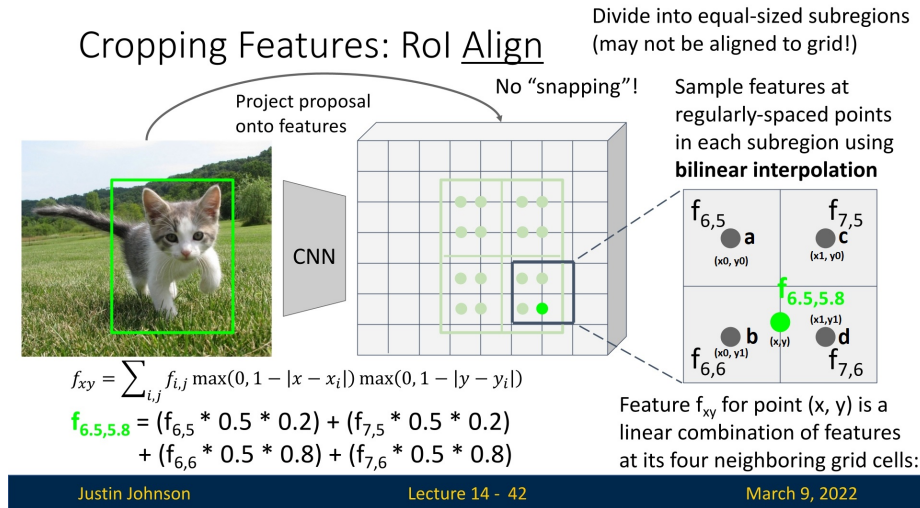 Cropping Features: RoI Align
Divide into equal-sized subregions
(may not be aligned to grid!)
No “snapping”!
Project proposal
onto features
Sample features at
regularly-spaced points
in each subregion using
bilinear interpolation
CNN
f6,5
f7,5
a
c
(x0, y0)
(x1, y0)
f6.5,5.8
(x1,y1)
b
(x,y)
d
(x0, y1)
f6,6
f7,6
fxy = ∑i,j fi,j max(0, 1 − |x − xi|) max(0, 1 − |y − yi|)
f6.5,5.8 = (f6,5 * 0.5 * 0.2) + (f7,5 * 0.5 * 0.2)
+ (f6,6 * 0.5 * 0.8) + (f7,6 * 0.5 * 0.8)
Feature fxy for point (x, y) is a
linear combination of features
at its four neighboring grid cells:
Justin Johnson
Lecture 14 - 42
March 9, 2022